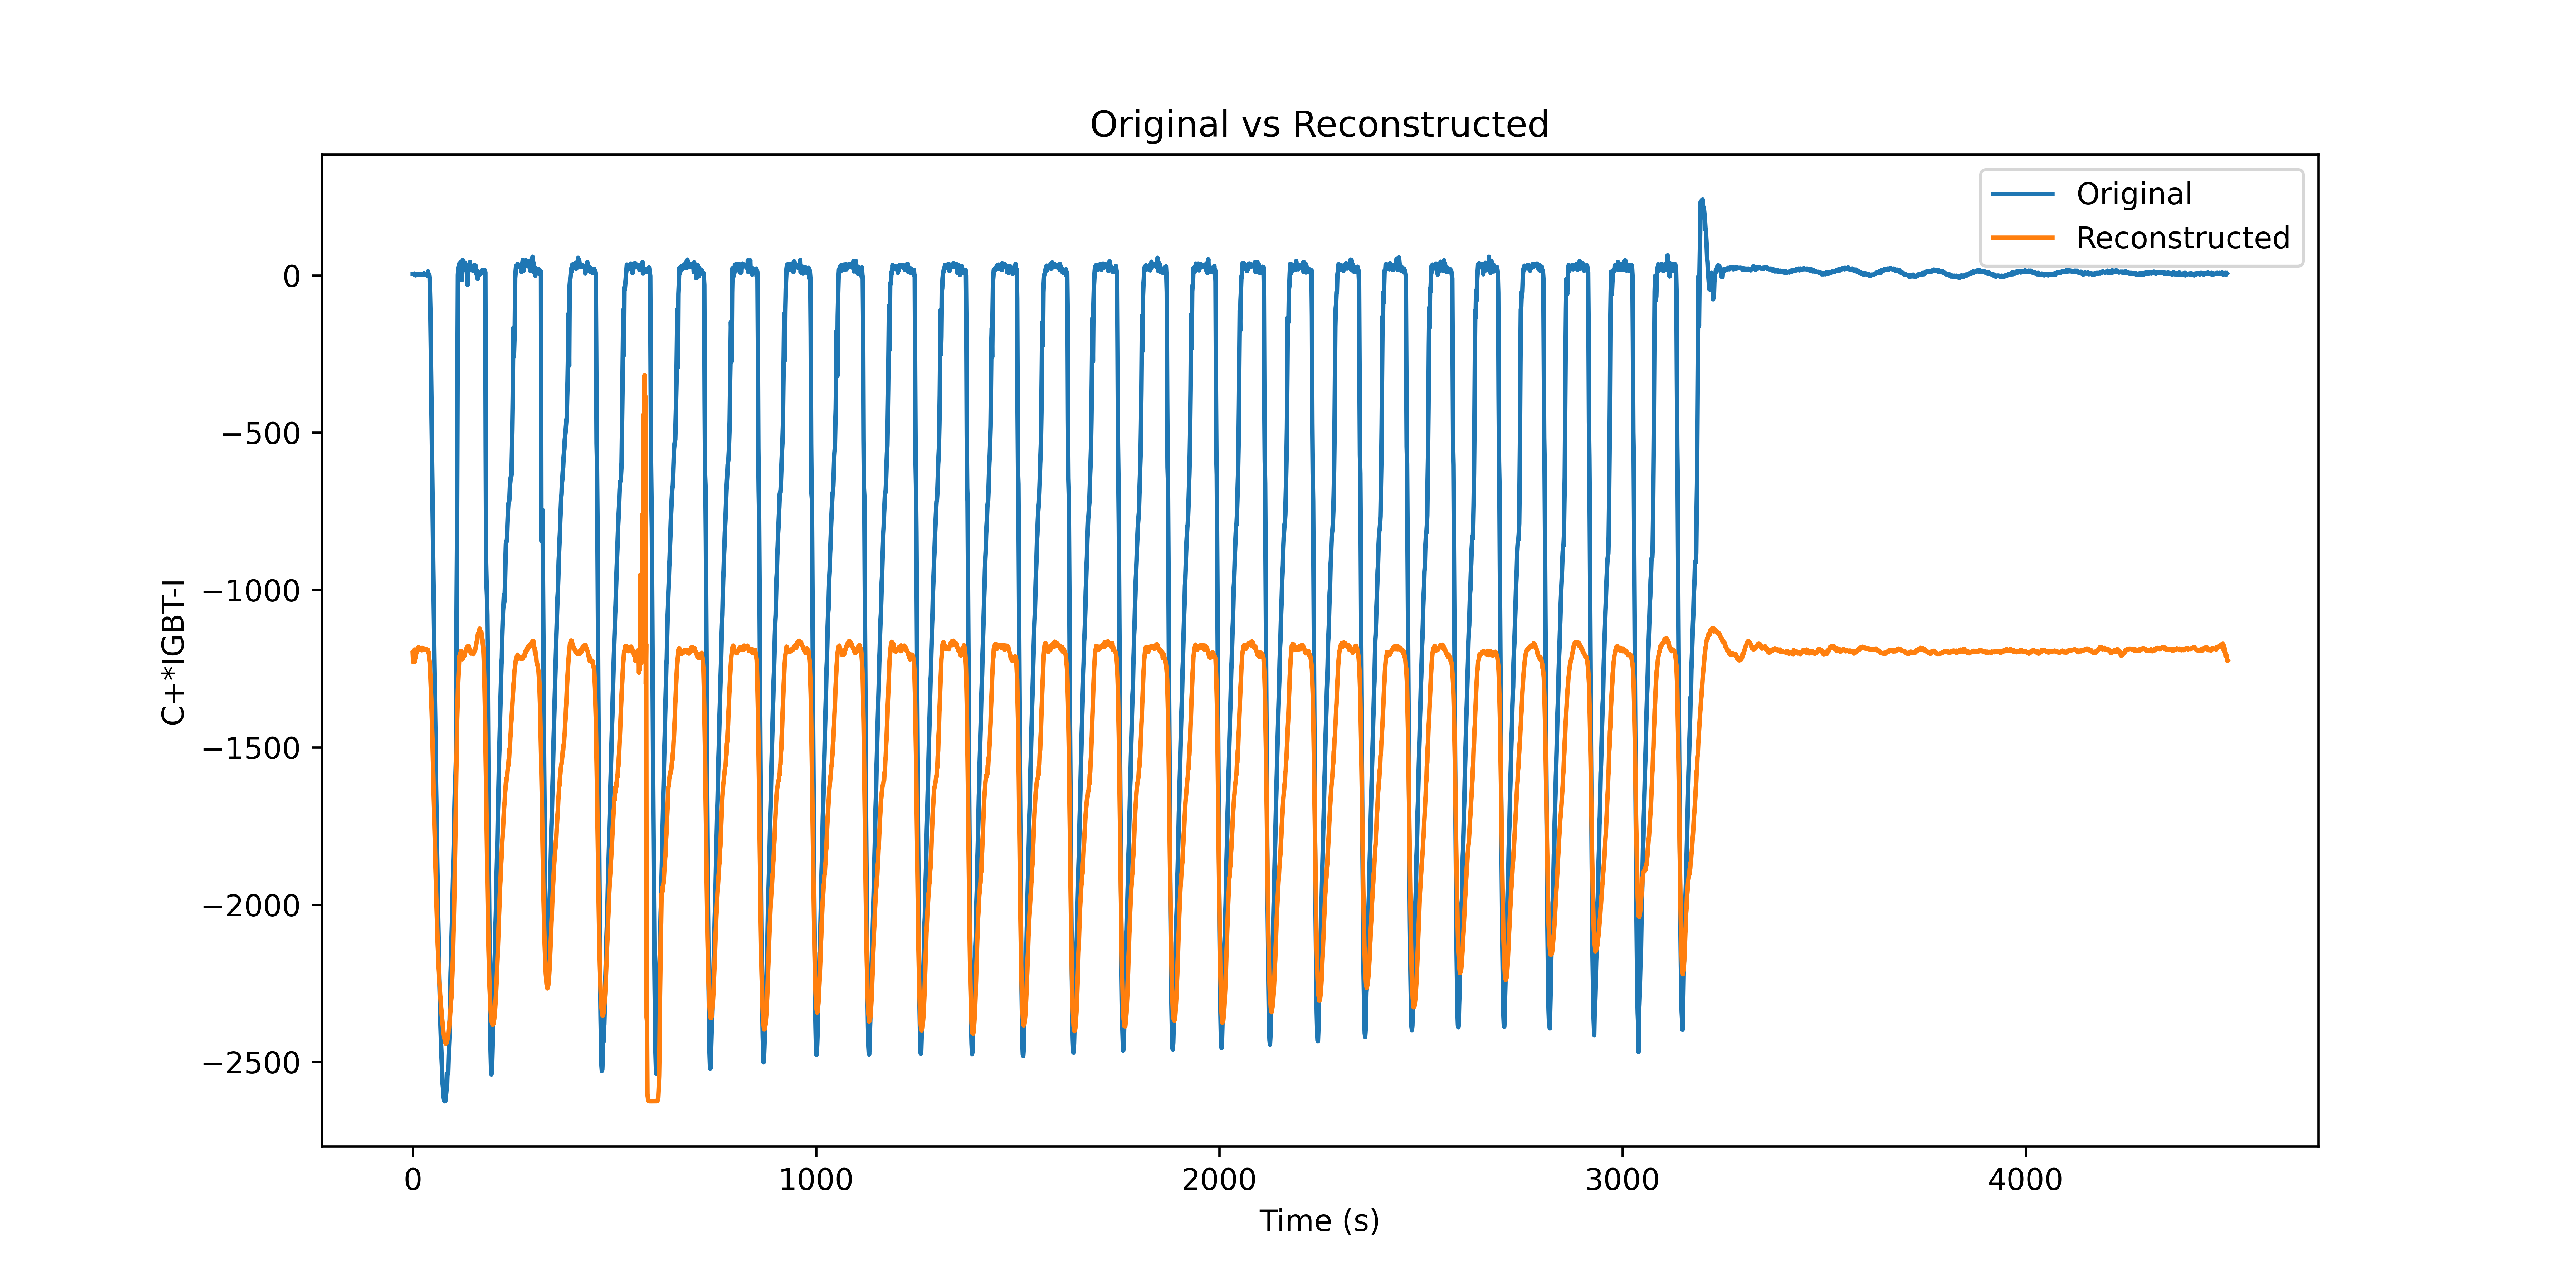 Original vs Reconstructed
Original
Reconstructed
0
−500
−1000
−1500
−2000
−2500
C+*IGBT-I
0
1000
2000
3000
4000
Time (s)